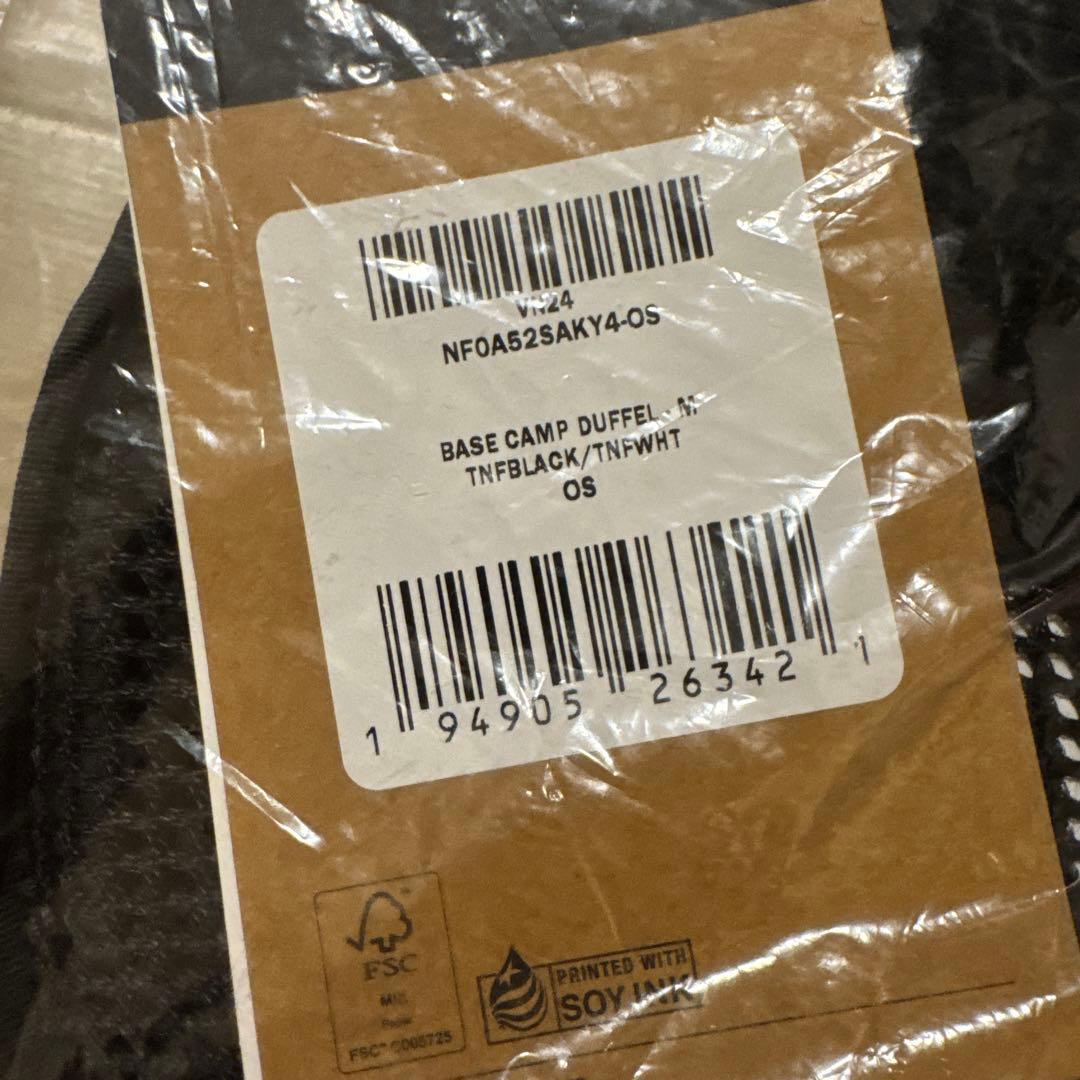 VN24
NF0A52SAKY4-OS
BASE CAMP DUFFEL - M
TNFBLACK/TNFWHT
OS
1 94905 26342 1
FSC
PRINTED WITH
SOY INK